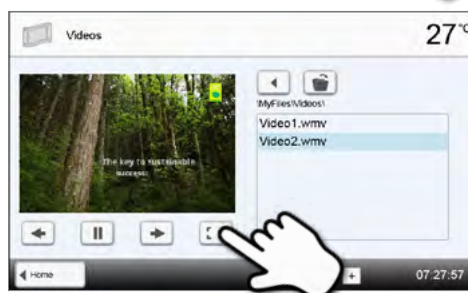 Videos
27°C
\MyFiles\Videos\
Video1.wmv
Video2.wmv
The key to sustainable
success:
Home
+
07:27:57